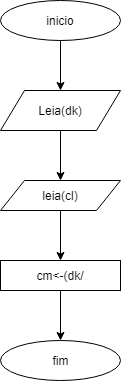 inicio
Leia(dk)
leia(cl)
cm<-(dk/
fim